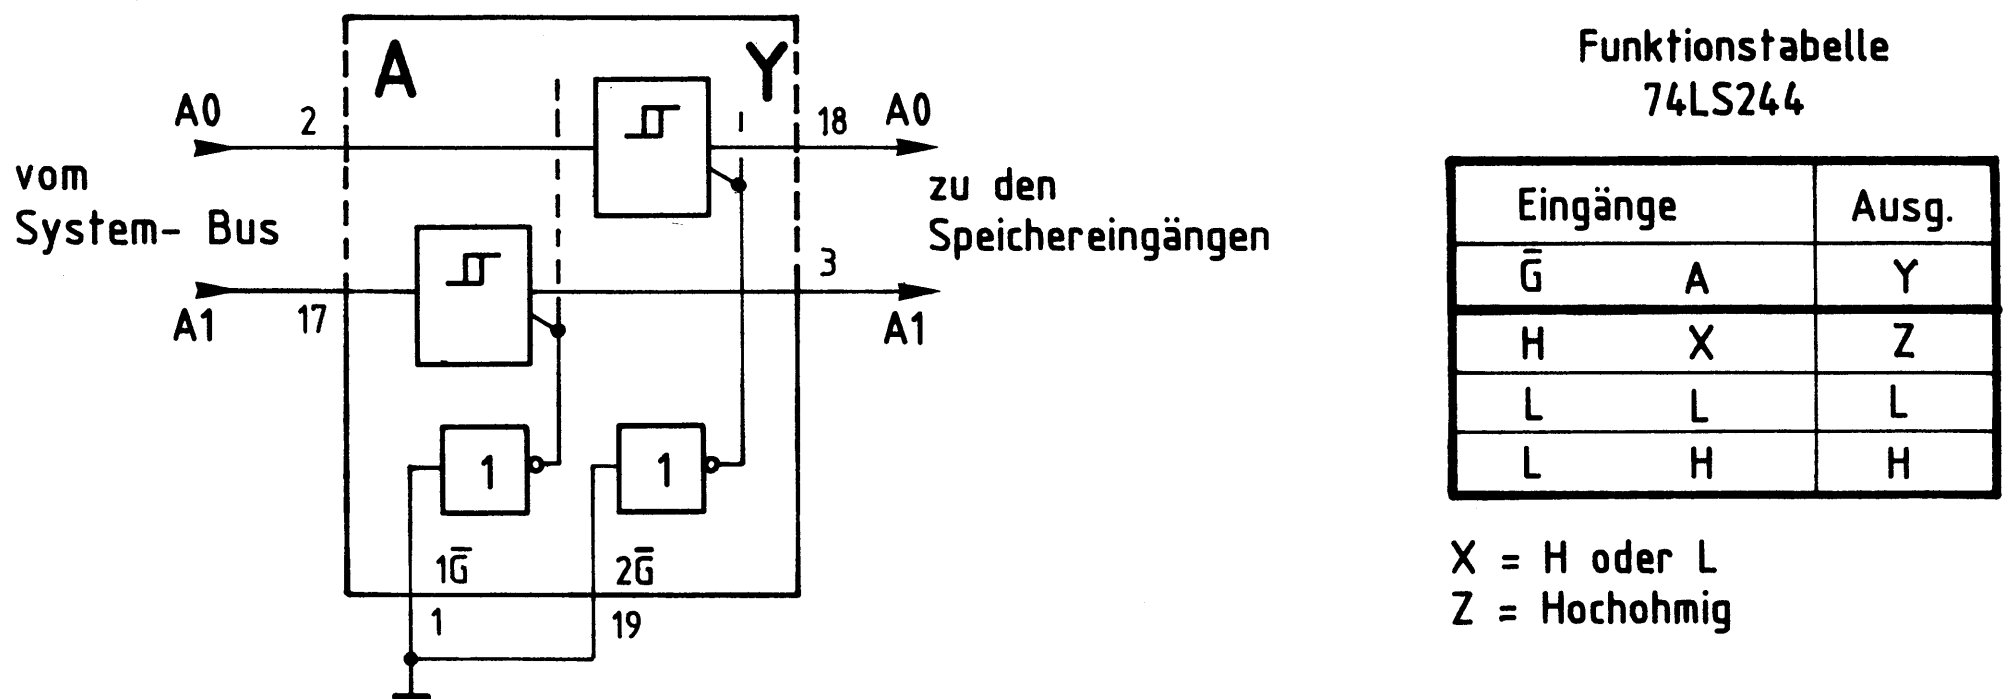 A
Y
A0
2
18
A0
vom
System- Bus
zu den
Speichereingängen
A1
17
3
A1
1
1
1G̅
2G̅
1
19
Funktionstabelle
74LS244
Eingänge Ausg.
G̅ A Y
H X Z
L L L
L H H
X = H oder L
Z = Hochohmig